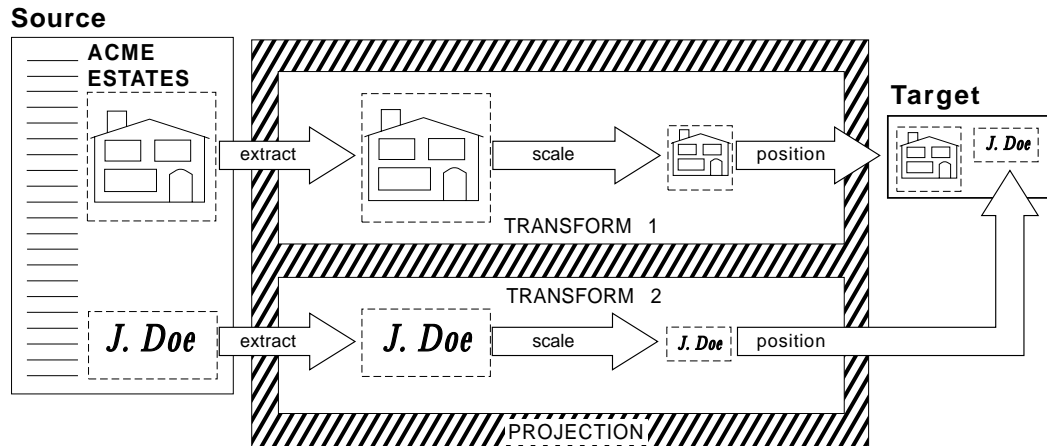 Source
ACME
ESTATES
extract
scale
position
TRANSFORM 1
Target
J. Doe
TRANSFORM 2
J. Doe
extract
J. Doe
scale
J. Doe
position
PROJECTION